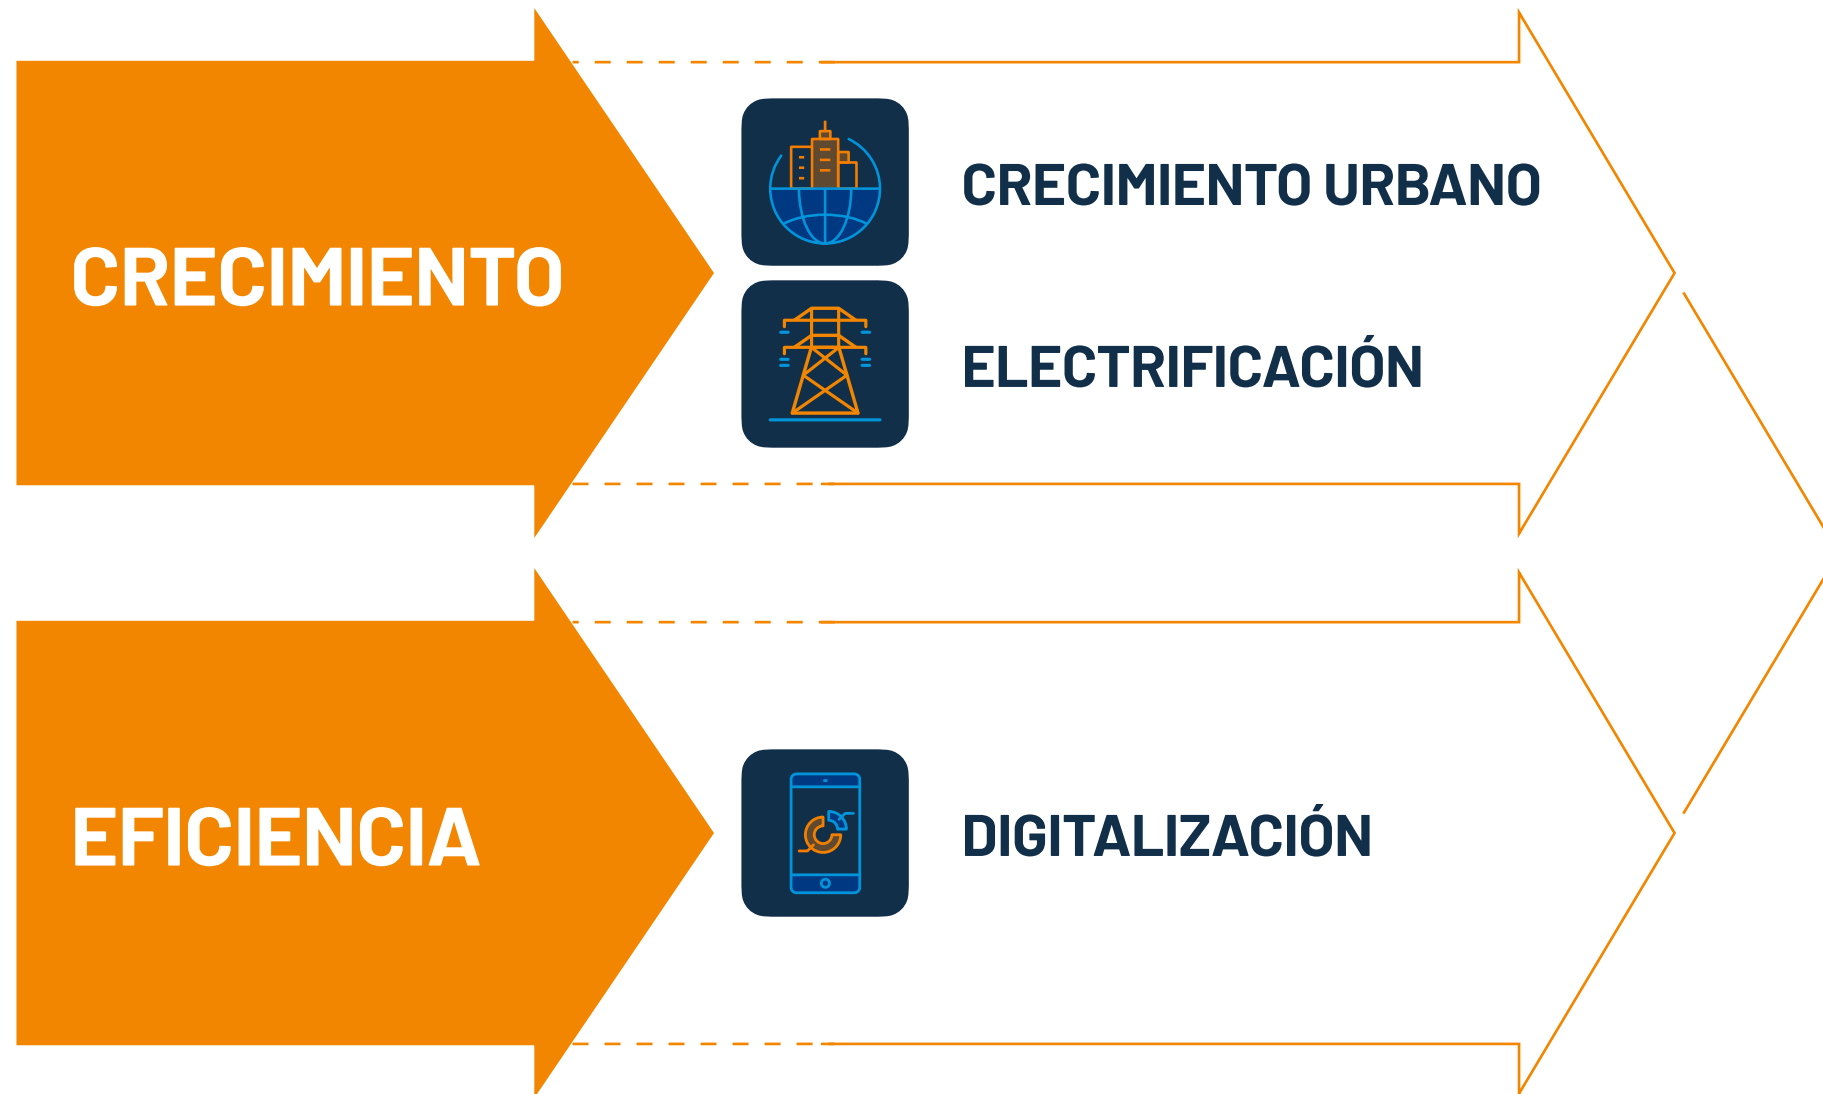 CRECIMIENTO
CRECIMIENTO URBANO
ELECTRIFICACIÓN
EFICIENCIA
DIGITALIZACIÓN